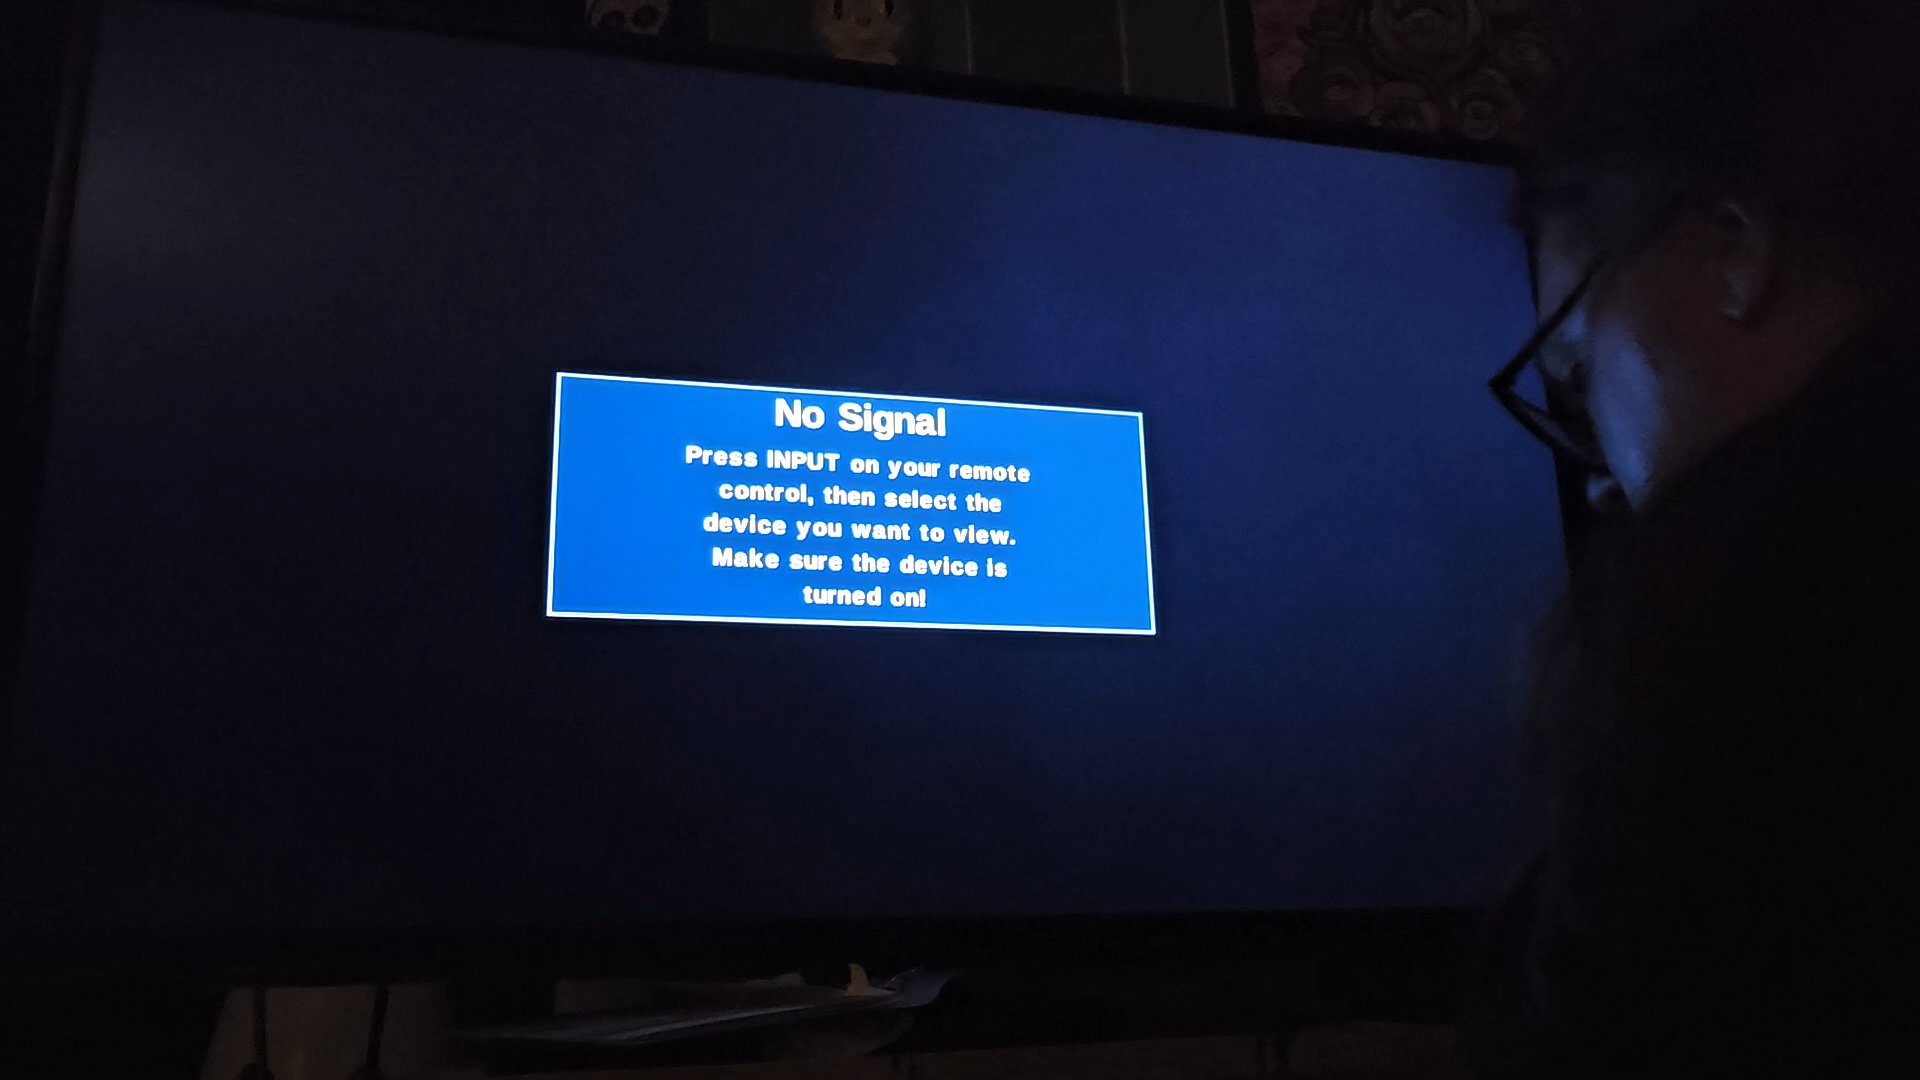 No Signal
Press INPUT on your remote
control, then select the
device you want to view.
Make sure the device is
turned on!